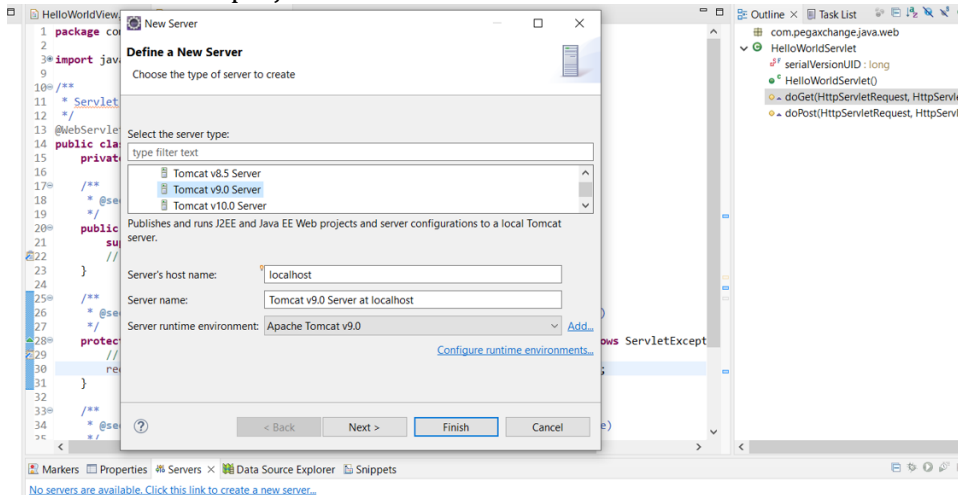 HelloWorldView,
New Server
Outline
Task List
1 package co
2
3 import jav
9
10 /**
11 * Servlet
12 */
13 @WebServle
14 public cla
15 privat
16
17 /**
18 * @se
19 */
20 public
21 su
22 //
23 }
24
25 /**
26 * @se
27 */
28 protec
29 //
30 re
31 }
32
33 /**
34 * @se
35 */
)
ows ServletExcept
;
e)
Define a New Server
Choose the type of server to create
Select the server type:
type filter text
Tomcat v8.5 Server
Tomcat v9.0 Server
Tomcat v10.0 Server
Publishes and runs J2EE and Java EE Web projects and server configurations to a local Tomcat
server.
Server's host name: localhost
Server name: Tomcat v9.0 Server at localhost
Server runtime environment: Apache Tomcat v9.0 Add...
Configure runtime environments...
< Back Next > Finish Cancel
com.pegaxchange.java.web
HelloWorldServlet
serialVersionUID : long
HelloWorldServlet()
doGet(HttpServletRequest, HttpServle
doPost(HttpServletRequest, HttpServl
Markers Properties Servers Data Source Explorer Snippets
No servers are available. Click this link to create a new server...